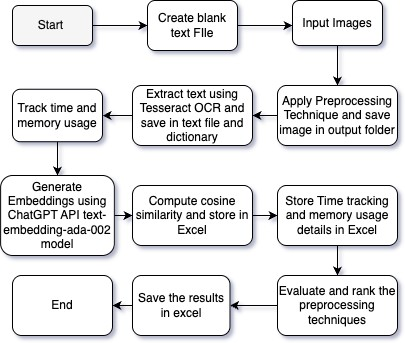 Start
Create blank
text FIle
Input Images
Apply Preprocessing
Technique and save
image in output folder
Extract text using
Tesseract OCR and
save in text file and
dictionary
Track time and
memory usage
Generate
Embeddings using
ChatGPT API text-
embedding-ada-002
model
Compute cosine
similarity and store in
Excel
Store Time tracking
and memory usage
details in Excel
Evaluate and rank the
preprocessing
techniques
Save the results
in excel
End